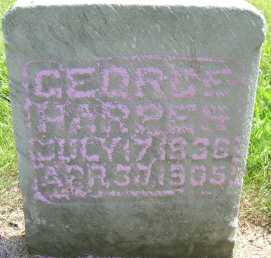 GEORGE
HARPER
JULY 17, 1836
APR. 30, 1905